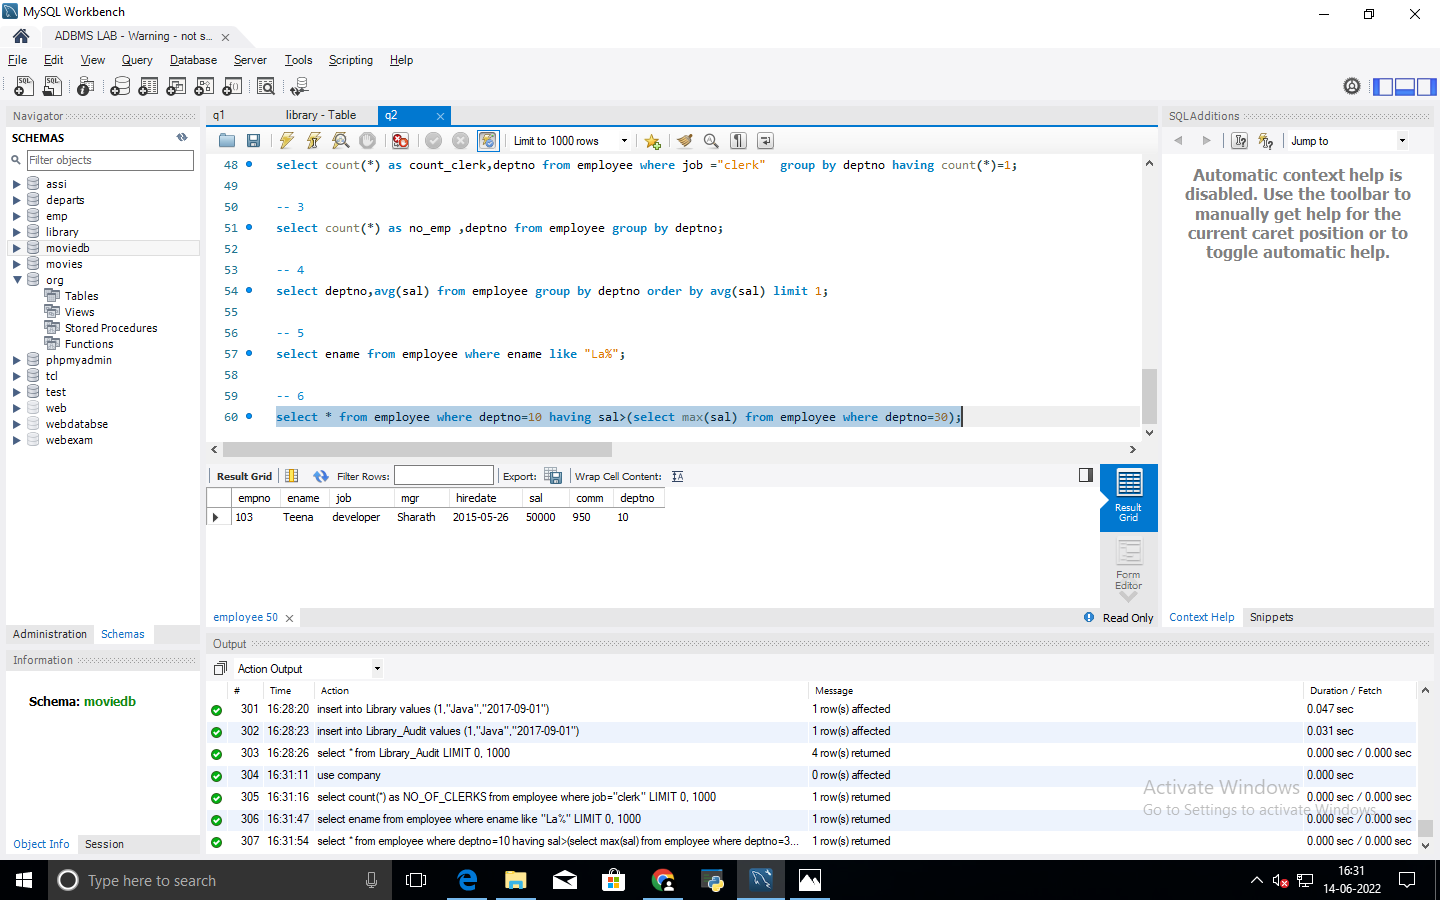 MySQL Workbench
ADBMS LAB - Warning - not s...
File Edit View Query Database Server Tools Scripting Help
Navigator
SCHEMAS
Filter objects
assi
departs
emp
library
moviedb
movies
org
Tables
Views
Stored Procedures
Functions
phpmyadmin
tcl
test
web
webdatabse
webexam
Administration Schemas
Information
Schema: moviedb
Object Info Session
q1 library - Table q2
Limit to 1000 rows
48 select count(*) as count_clerk,deptno from employee where job ="clerk"  group by deptno having count(*)=1;
49
50 -- 3
51 select count(*) as no_emp ,deptno from employee group by deptno;
52
53 -- 4
54 select deptno,avg(sal) from employee group by deptno order by avg(sal) limit 1;
55
56 -- 5
57 select ename from employee where ename like "La%";
58
59 -- 6
60 select * from employee where deptno=10 having sal>(select max(sal) from employee where deptno=30);
Result Grid Filter Rows: Export: Wrap Cell Content:
empno ename job mgr hiredate sal comm deptno
103 Teena developer Sharath 2015-05-26 50000 950 10
Result Grid
Form Editor
employee 50
Read Only
SQLAdditions
Jump to
Automatic context help is
disabled. Use the toolbar to
manually get help for the
current caret position or to
toggle automatic help.
Context Help Snippets
Output
Action Output
# Time Action Message Duration / Fetch
301 16:28:20 insert into Library values (1,"Java","2017-09-01") 1 row(s) affected 0.047 sec
302 16:28:23 insert into Library_Audit values (1,"Java","2017-09-01") 1 row(s) affected 0.031 sec
303 16:28:26 select * from Library_Audit LIMIT 0, 1000 4 row(s) returned 0.000 sec / 0.000 sec
304 16:31:11 use company 0 row(s) affected 0.000 sec
305 16:31:16 select count(*) as NO_OF_CLERKS from employee where job="clerk" LIMIT 0, 1000 1 row(s) returned 0.000 sec / 0.000 sec
306 16:31:47 select ename from employee where ename like "La%" LIMIT 0, 1000 1 row(s) returned 0.000 sec / 0.000 sec
307 16:31:54 select * from employee where deptno=10 having sal>(select max(sal) from employee where deptno=3... 1 row(s) returned 0.000 sec / 0.000 sec
Activate Windows
Go to Settings to activate Windows.
Type here to search
16:31
14-06-2022